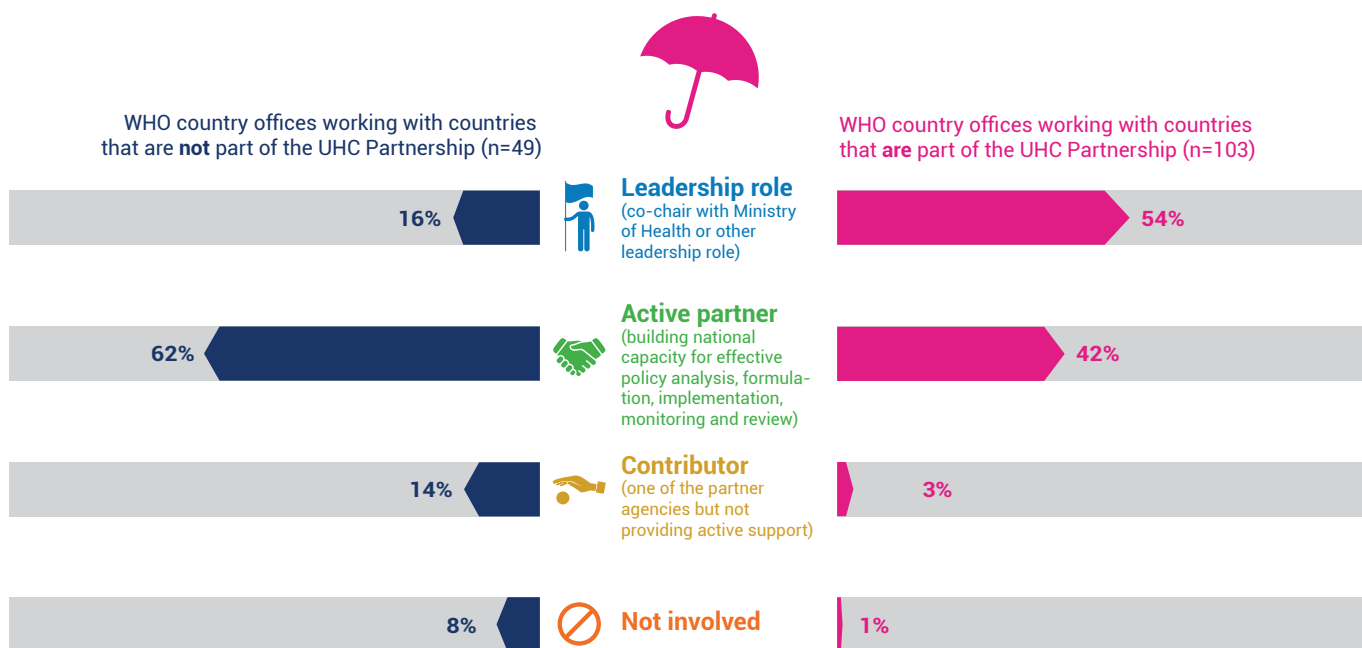 WHO country offices working with countries
that are not part of the UHC Partnership (n=49)
WHO country offices working with countries
that are part of the UHC Partnership (n=103)
16%
Leadership role
(co-chair with Ministry
of Health or other
leadership role)
54%
62%
Active partner
(building national
capacity for effective
policy analysis, formula-
tion, implementation,
monitoring and review)
42%
14%
Contributor
(one of the partner
agencies but not
providing active support)
3%
8%
Not involved
1%